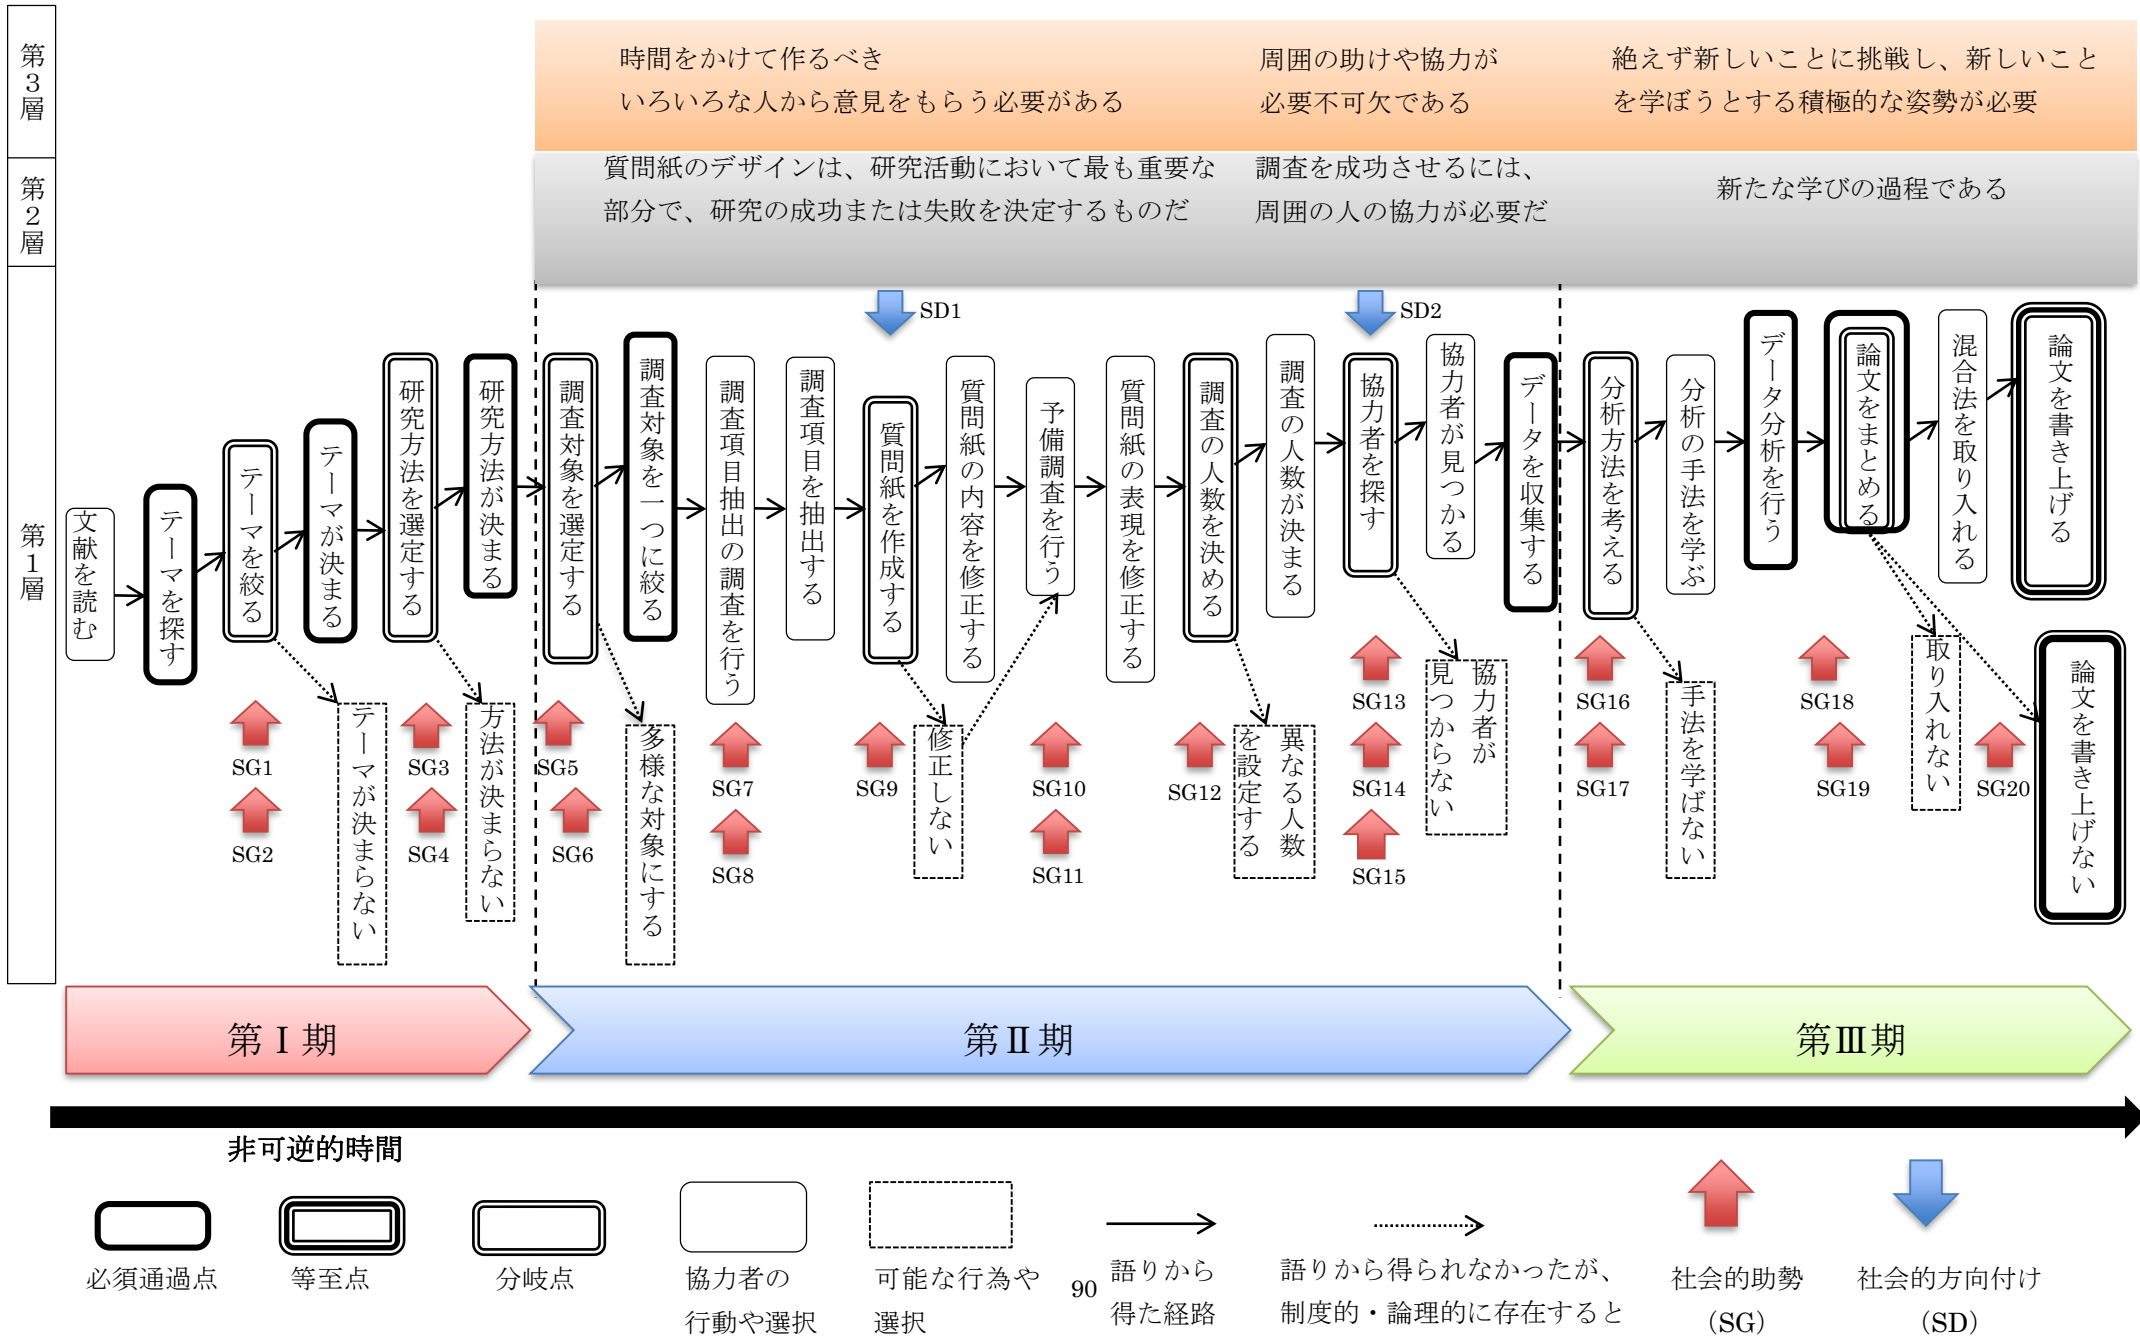 第3層
時間をかけて作るべき
いろいろな人から意見をもらう必要がある
周囲の助けや協力が
必要不可欠である
絶えず新しいことに挑戦し、新しいこと
を学ぼうとする積極的な姿勢が必要
第2層
質問紙のデザインは、研究活動において最も重要な
部分で、研究の成功または失敗を決定するものだ
調査を成功させるには、
周囲の人の協力が必要だ
新たな学びの過程である
第1層
SD1
SD2
文献を読む
テーマを探す
テーマを絞る
テーマが決まる
研究方法を選定する
研究方法が決まる
調査対象を選定する
調査対象を一つに絞る
調査項目抽出の調査を行う
調査項目を抽出する
質問紙を作成する
質問紙の内容を修正する
予備調査を行う
質問紙の表現を修正する
調査の人数を決める
調査の人数が決まる
協力者を探す
協力者が見つかる
データを収集する
分析方法を考える
分析の手法を学ぶ
データ分析を行う
論文をまとめる
混合法を取り入れる
論文を書き上げる
テーマが決まらない
方法が決まらない
多様な対象にする
修正しない
異なる人数
を設定する
協力者が
見つからない
手法を学ばない
取り入れない
論文を書き上げない
SG1
SG2
SG3
SG4
SG5
SG6
SG7
SG8
SG9
SG10
SG11
SG12
SG13
SG14
SG15
SG16
SG17
SG18
SG19
SG20
第Ⅰ期
第Ⅱ期
第Ⅲ期
非可逆的時間
必須通過点
等至点
分岐点
協力者の
行動や選択
可能な行為や
選択
90
語りから
得た経路
語りから得られなかったが、
制度的・論理的に存在すると
社会的助勢
（SG）
社会的方向付け
（SD）